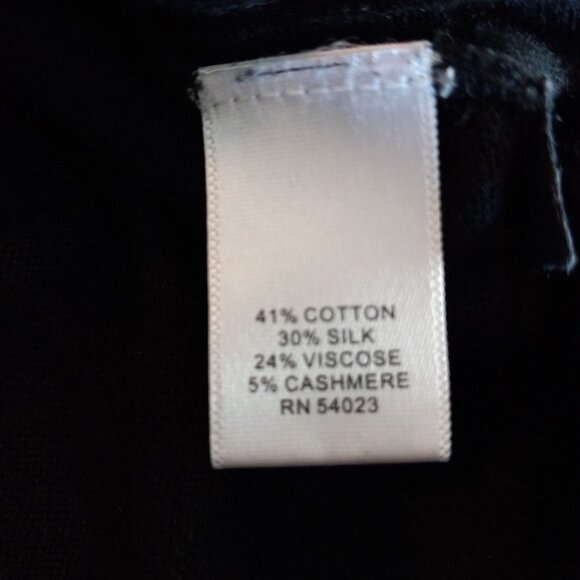 41% COTTON
30% SILK
24% VISCOSE
5% CASHMERE
RN 54023